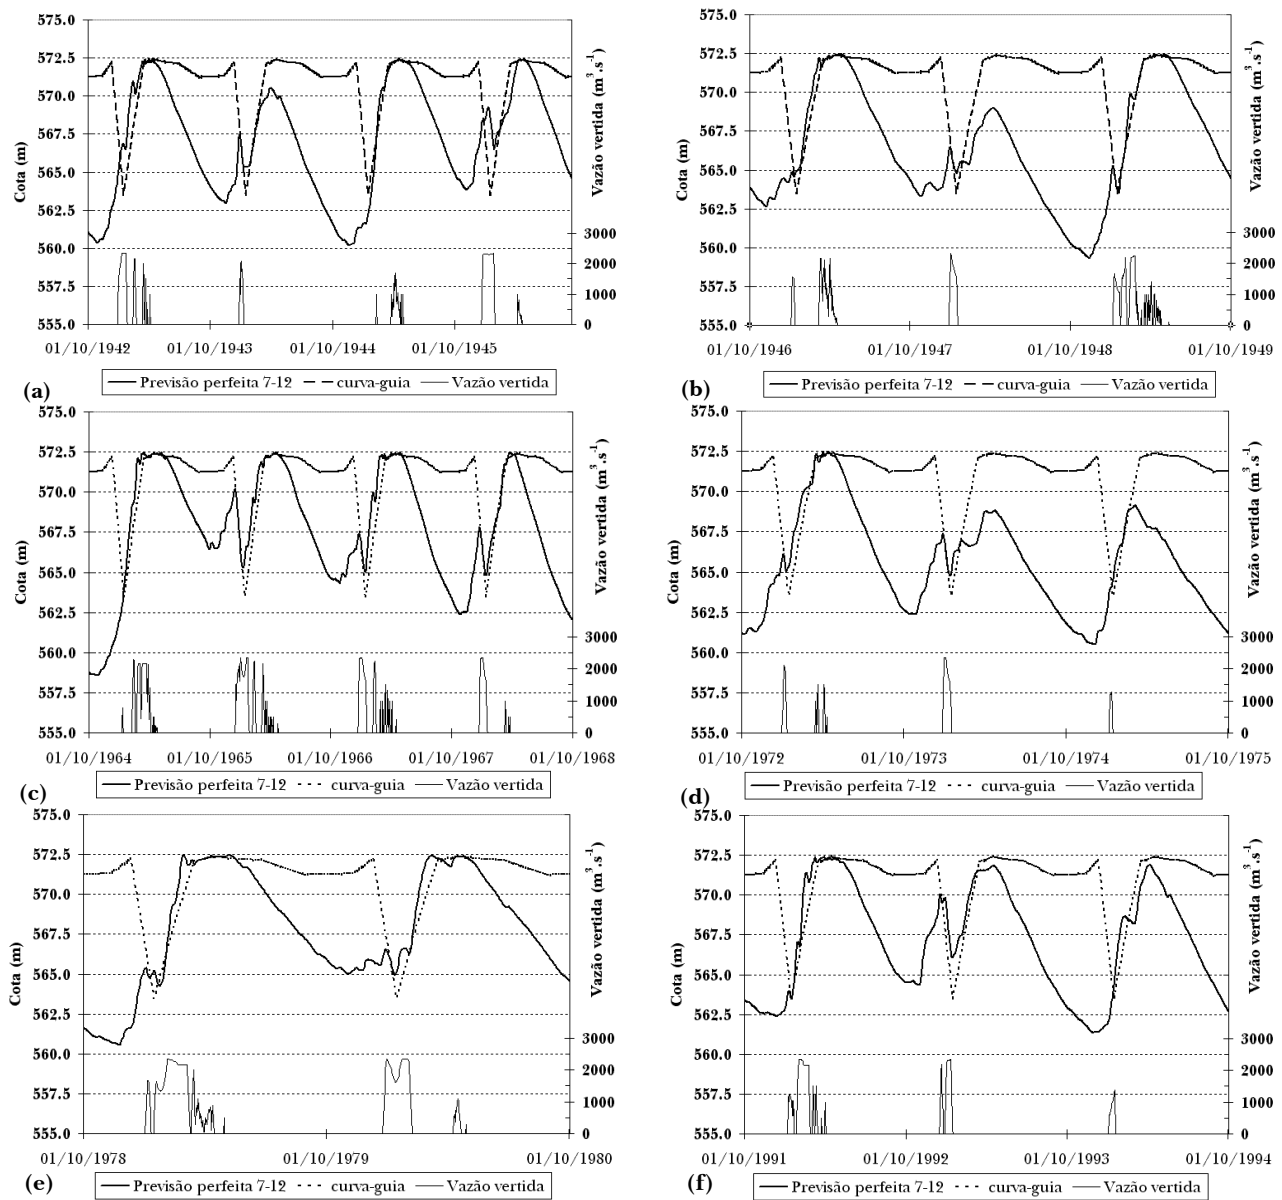 575.0
572.5
570.0
567.5
565.0
562.5
560.0
557.5
555.0
Cota (m)
3000
2000
1000
0
Vazão vertida (m³.s⁻¹)
01/10/1942 01/10/1943 01/10/1944 01/10/1945
(a)
Previsão perfeita 7-12 curva-guia Vazão vertida
575.0
572.5
570.0
567.5
565.0
562.5
560.0
557.5
555.0
Cota (m)
3000
2000
1000
0
Vazão vertida (m³.s⁻¹)
01/10/1946 01/10/1947 01/10/1948 01/10/1949
(b)
Previsão perfeita 7-12 curva-guia Vazão vertida
575.0
572.5
570.0
567.5
565.0
562.5
560.0
557.5
555.0
Cota (m)
3000
2000
1000
0
Vazão vertida (m³.s⁻¹)
01/10/1964 01/10/1965 01/10/1966 01/10/1967 01/10/1968
(c)
Previsão perfeita 7-12 curva-guia Vazão vertida
575.0
572.5
570.0
567.5
565.0
562.5
560.0
557.5
555.0
Cota (m)
3000
2000
1000
0
Vazão vertida (m³.s⁻¹)
01/10/1972 01/10/1973 01/10/1974 01/10/1975
(d)
Previsão perfeita 7-12 curva-guia Vazão vertida
575.0
572.5
570.0
567.5
565.0
562.5
560.0
557.5
555.0
Cota (m)
3000
2000
1000
0
Vazão vertida (m³.s⁻¹)
01/10/1978 01/10/1979 01/10/1980
(e)
Previsão perfeita 7-12 curva-guia Vazão vertida
575.0
572.5
570.0
567.5
565.0
562.5
560.0
557.5
555.0
Cota (m)
3000
2000
1000
0
Vazão vertida (m³.s⁻¹)
01/10/1991 01/10/1992 01/10/1993 01/10/1994
(f)
Previsão perfeita 7-12 curva-guia Vazão vertida